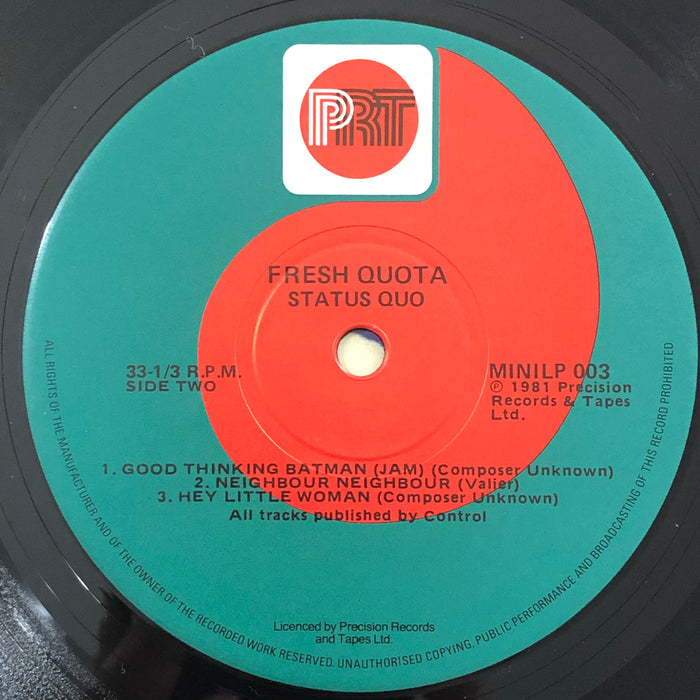 PRT
FRESH QUOTA
STATUS QUO
33-1/3 R.P.M.
SIDE TWO
MINILP 003
℗ 1981 Precision
Records & Tapes
Ltd.
1. GOOD THINKING BATMAN (JAM) (Composer Unknown)
2. NEIGHBOUR NEIGHBOUR (Valier)
3. HEY LITTLE WOMAN (Composer Unknown)
All tracks published by Control
Licenced by Precision Records
and Tapes Ltd.
ALL RIGHTS OF THE MANUFACTURER AND OF THE OWNER OF THE RECORDED WORK RESERVED. UNAUTHORISED COPYING, PUBLIC PERFORMANCE AND BROADCASTING OF THIS RECORD PROHIBITED